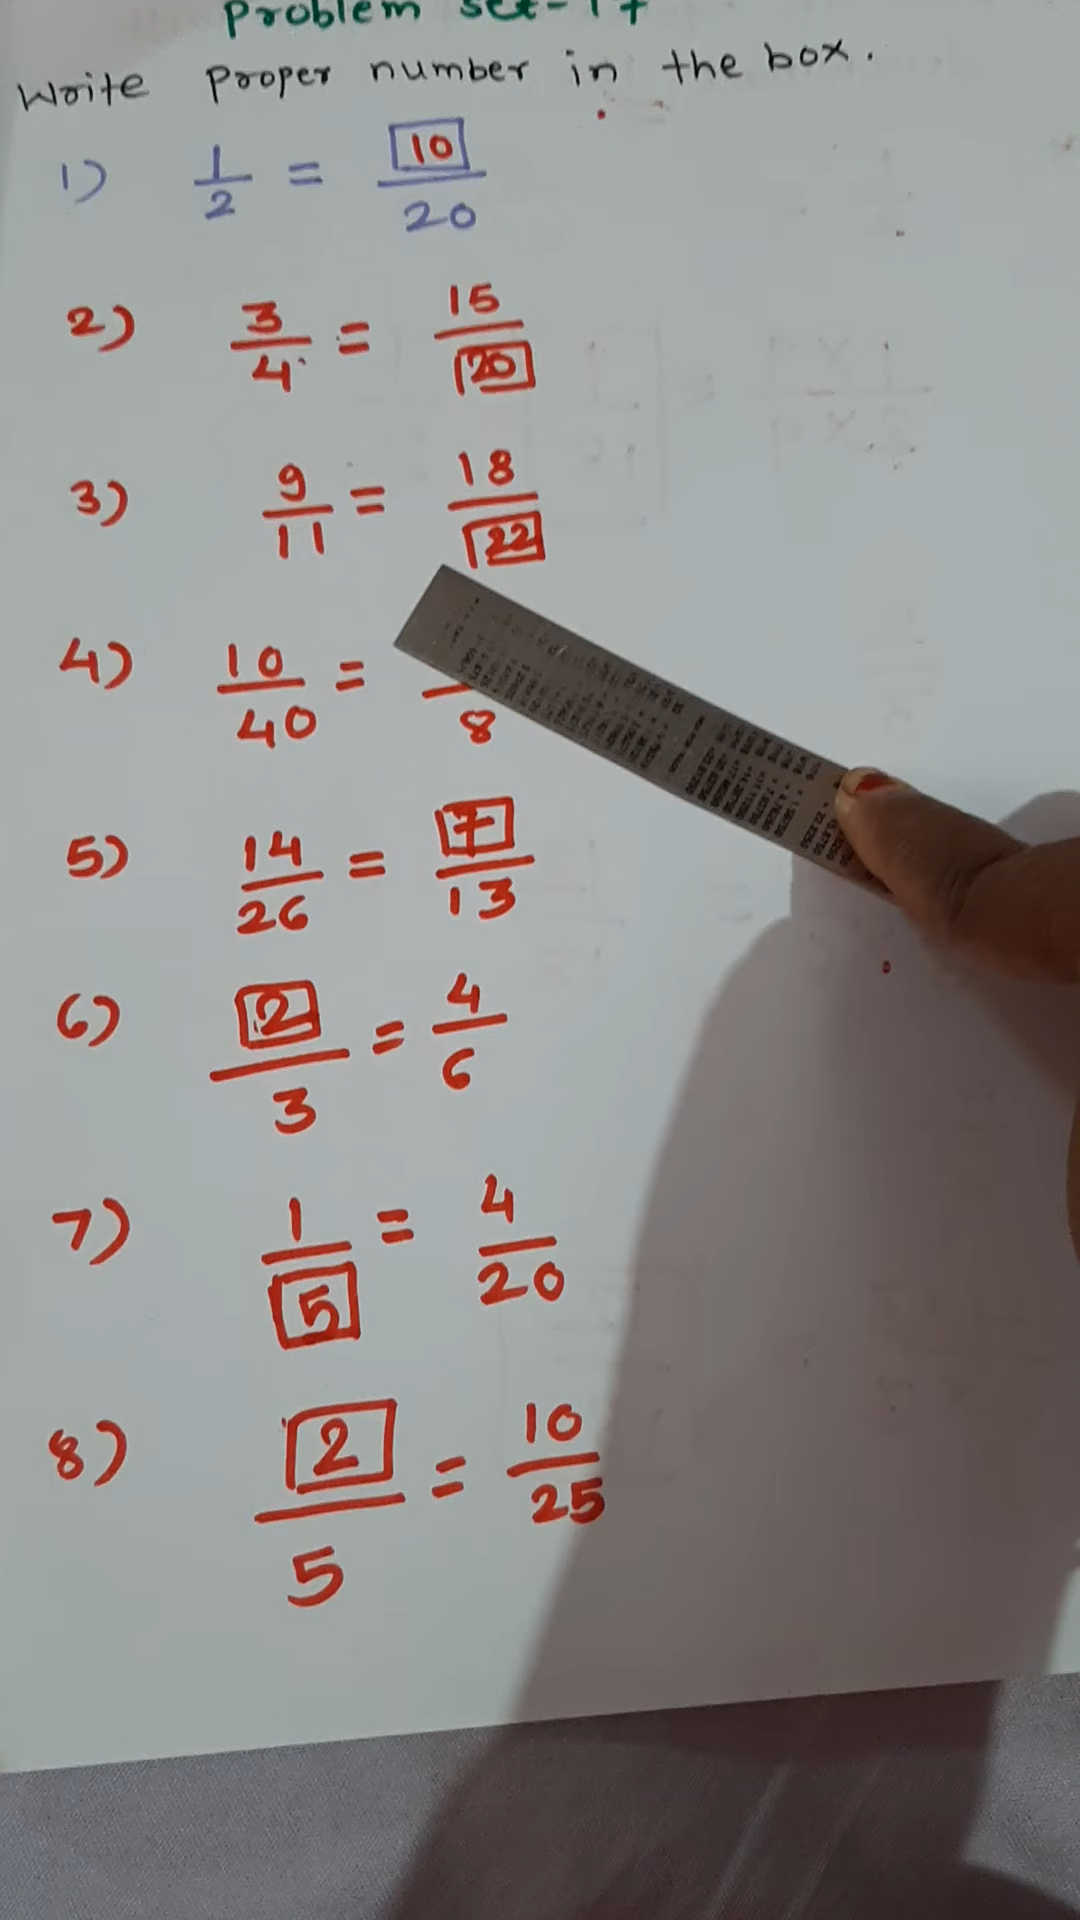 Problem set-17
Write Proper number in the box.
1) 1/2 = 10/20
2) 3/4 = 15/20
3) 9/11 = 18/22
4) 10/40 = /8
5) 14/26 = 7/13
6) 2/3 = 4/6
7) 1/5 = 4/20
8) 2/5 = 10/25